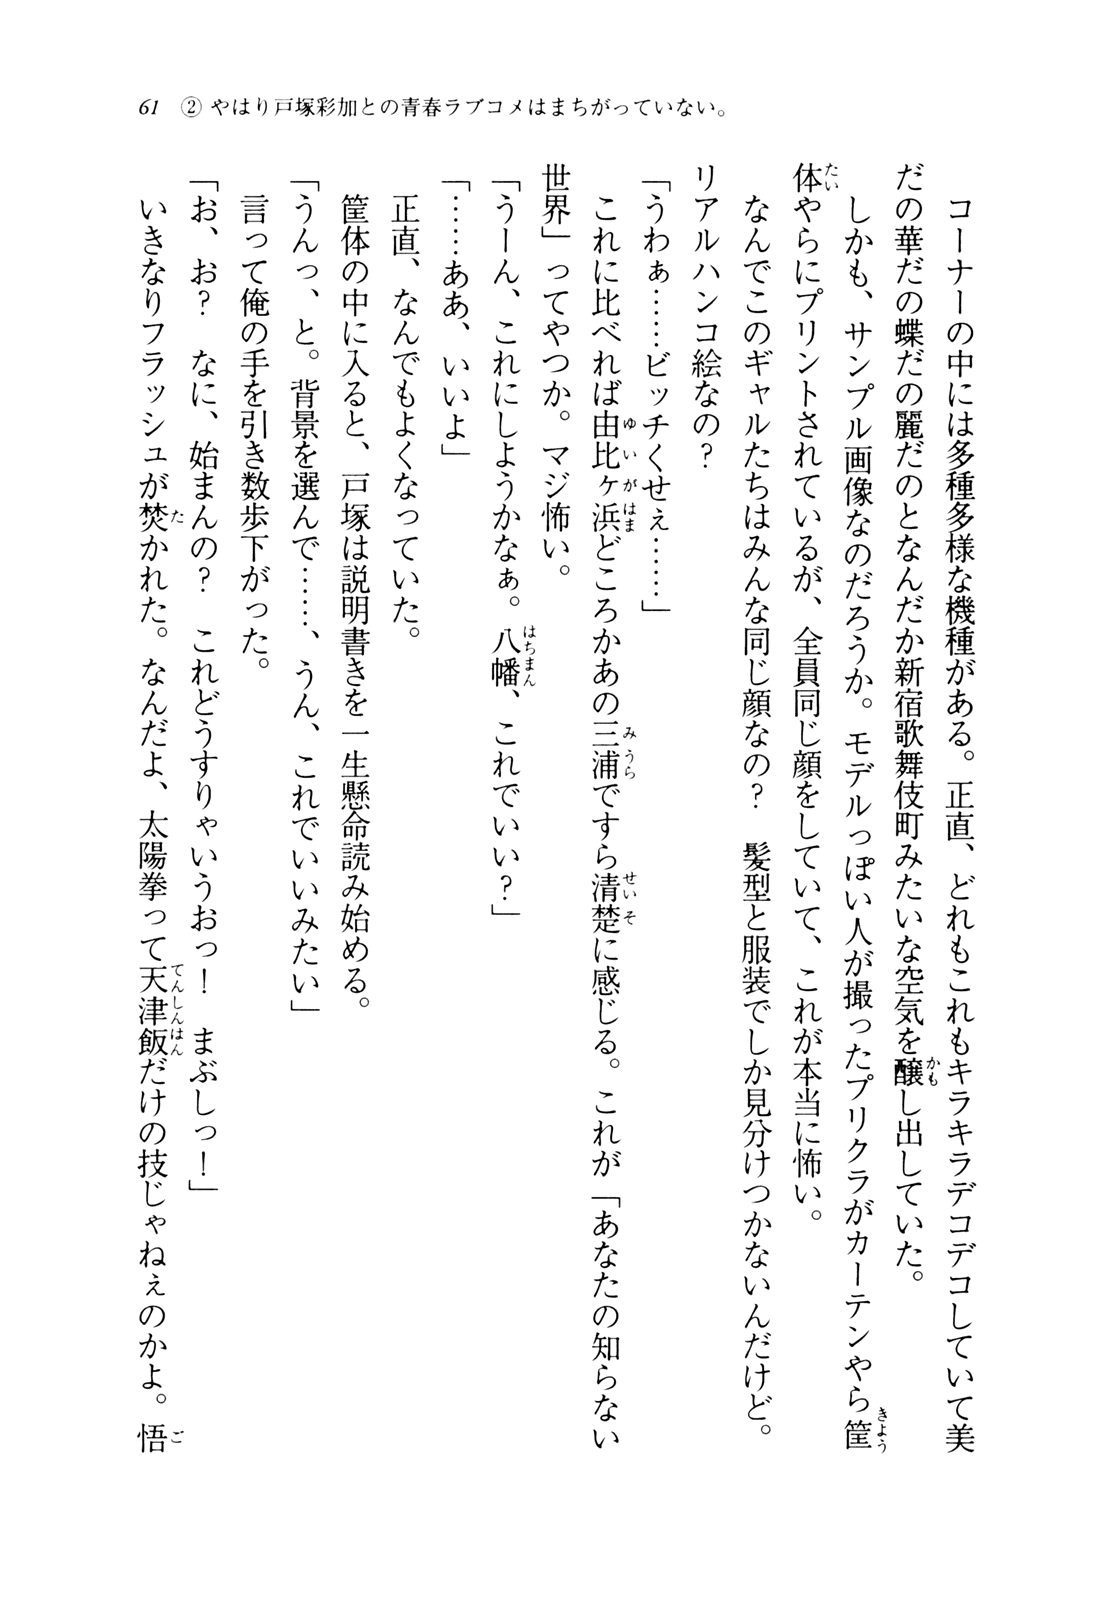 61　② やはり戸塚彩加との青春ラブコメはまちがっていない。
　コーナーの中には多種多様な機種がある。正直、どれもこれもキラキラデコデコしていて美
だの華だの蝶だの麗だのとなんだか新宿歌舞伎町みたいな空気を醸し出していた。
　しかも、サンプル画像なのだろうか。モデルっぽい人が撮ったプリクラがカーテンやら筐
体やらにプリントされているが、全員同じ顔をしていて、これが本当に怖い。
　なんでこのギャルたちはみんな同じ顔なの？　髪型と服装でしか見分けつかないんだけど。
リアルハンコ絵なの？
「うわぁ……ビッチくせぇ……」
　これに比べれば由比ヶ浜どころかあの三浦ですら清楚に感じる。これが「あなたの知らない
世界」ってやつか。マジ怖い。
「うーん、これにしようかなぁ。八幡、これでいい？」
「……ああ、いいよ」
　正直、なんでもよくなっていた。
　筐体の中に入ると、戸塚は説明書きを一生懸命読み始める。
「うんっ、と。背景を選んで……、うん、これでいいみたい」
　言って俺の手を引き数歩下がった。
「お、お？　なに、始まんの？　これどうすりゃいうおっ！　まぶしっ！」
　いきなりフラッシュが焚かれた。なんだよ、太陽拳って天津飯だけの技じゃねぇのかよ。悟